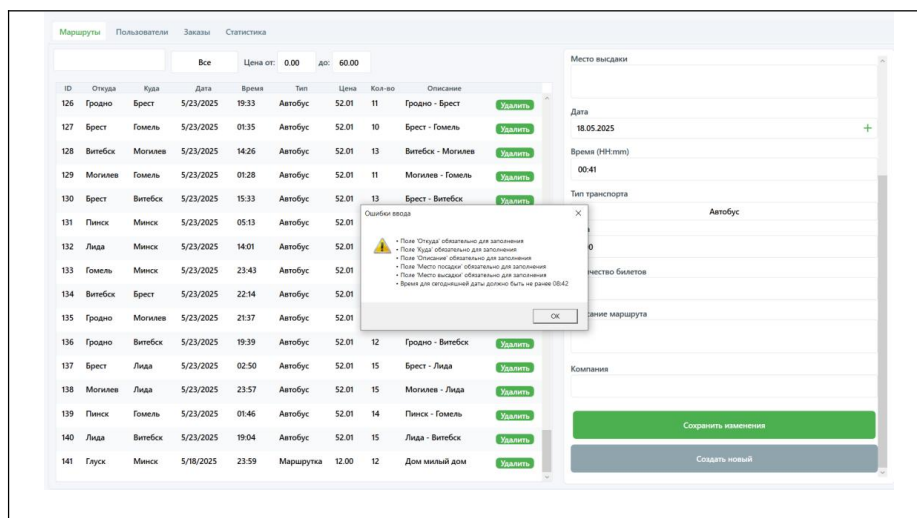 Маршруты Пользователи Заказы Статистика
Все Цена от: 0.00 до: 60.00
ID Откуда Куда Дата Время Тип Цена Кол-во Описание
126 Гродно Брест 5/23/2025 19:33 Автобус 52.01 11 Гродно - Брест Удалить
127 Брест Гомель 5/23/2025 01:35 Автобус 52.01 10 Брест - Гомель Удалить
128 Витебск Могилев 5/23/2025 14:26 Автобус 52.01 13 Витебск - Могилев Удалить
129 Могилев Гомель 5/23/2025 01:28 Автобус 52.01 11 Могилев - Гомель Удалить
130 Брест Витебск 5/23/2025 15:33 Автобус 52.01 13 Брест - Витебск Удалить
131 Пинск Минск 5/23/2025 05:13 Автобус 52.01
132 Лида Минск 5/23/2025 14:01 Автобус 52.01
133 Гомель Минск 5/23/2025 23:43 Автобус 52.01
134 Витебск Брест 5/23/2025 22:14 Автобус 52.01
135 Гродно Могилев 5/23/2025 21:37 Автобус 52.01
136 Гродно Витебск 5/23/2025 19:39 Автобус 52.01 12 Гродно - Витебск Удалить
137 Брест Лида 5/23/2025 02:50 Автобус 52.01 15 Брест - Лида Удалить
138 Могилев Лида 5/23/2025 23:57 Автобус 52.01 15 Могилев - Лида Удалить
139 Пинск Гомель 5/23/2025 01:46 Автобус 52.01 14 Пинск - Гомель Удалить
140 Лида Витебск 5/23/2025 19:04 Автобус 52.01 15 Лида - Витебск Удалить
141 Глуск Минск 5/18/2025 23:59 Маршрутка 12.00 12 Дом милый дом Удалить
Ошибки ввода
• Поле 'Откуда' обязательно для заполнения
• Поле 'Куда' обязательно для заполнения
• Поле 'Описание' обязательно для заполнения
• Поле 'Место посадки' обязательно для заполнения
• Поле 'Место высадки' обязательно для заполнения
• Время для сегодняшней даты должно быть не ранее 08:42
OK
Место высдаки
Дата
18.05.2025
Время (HH:mm)
00:41
Тип транспорта
Автобус
чество билетов
ание маршрута
Компания
Сохранить изменения
Создать новый